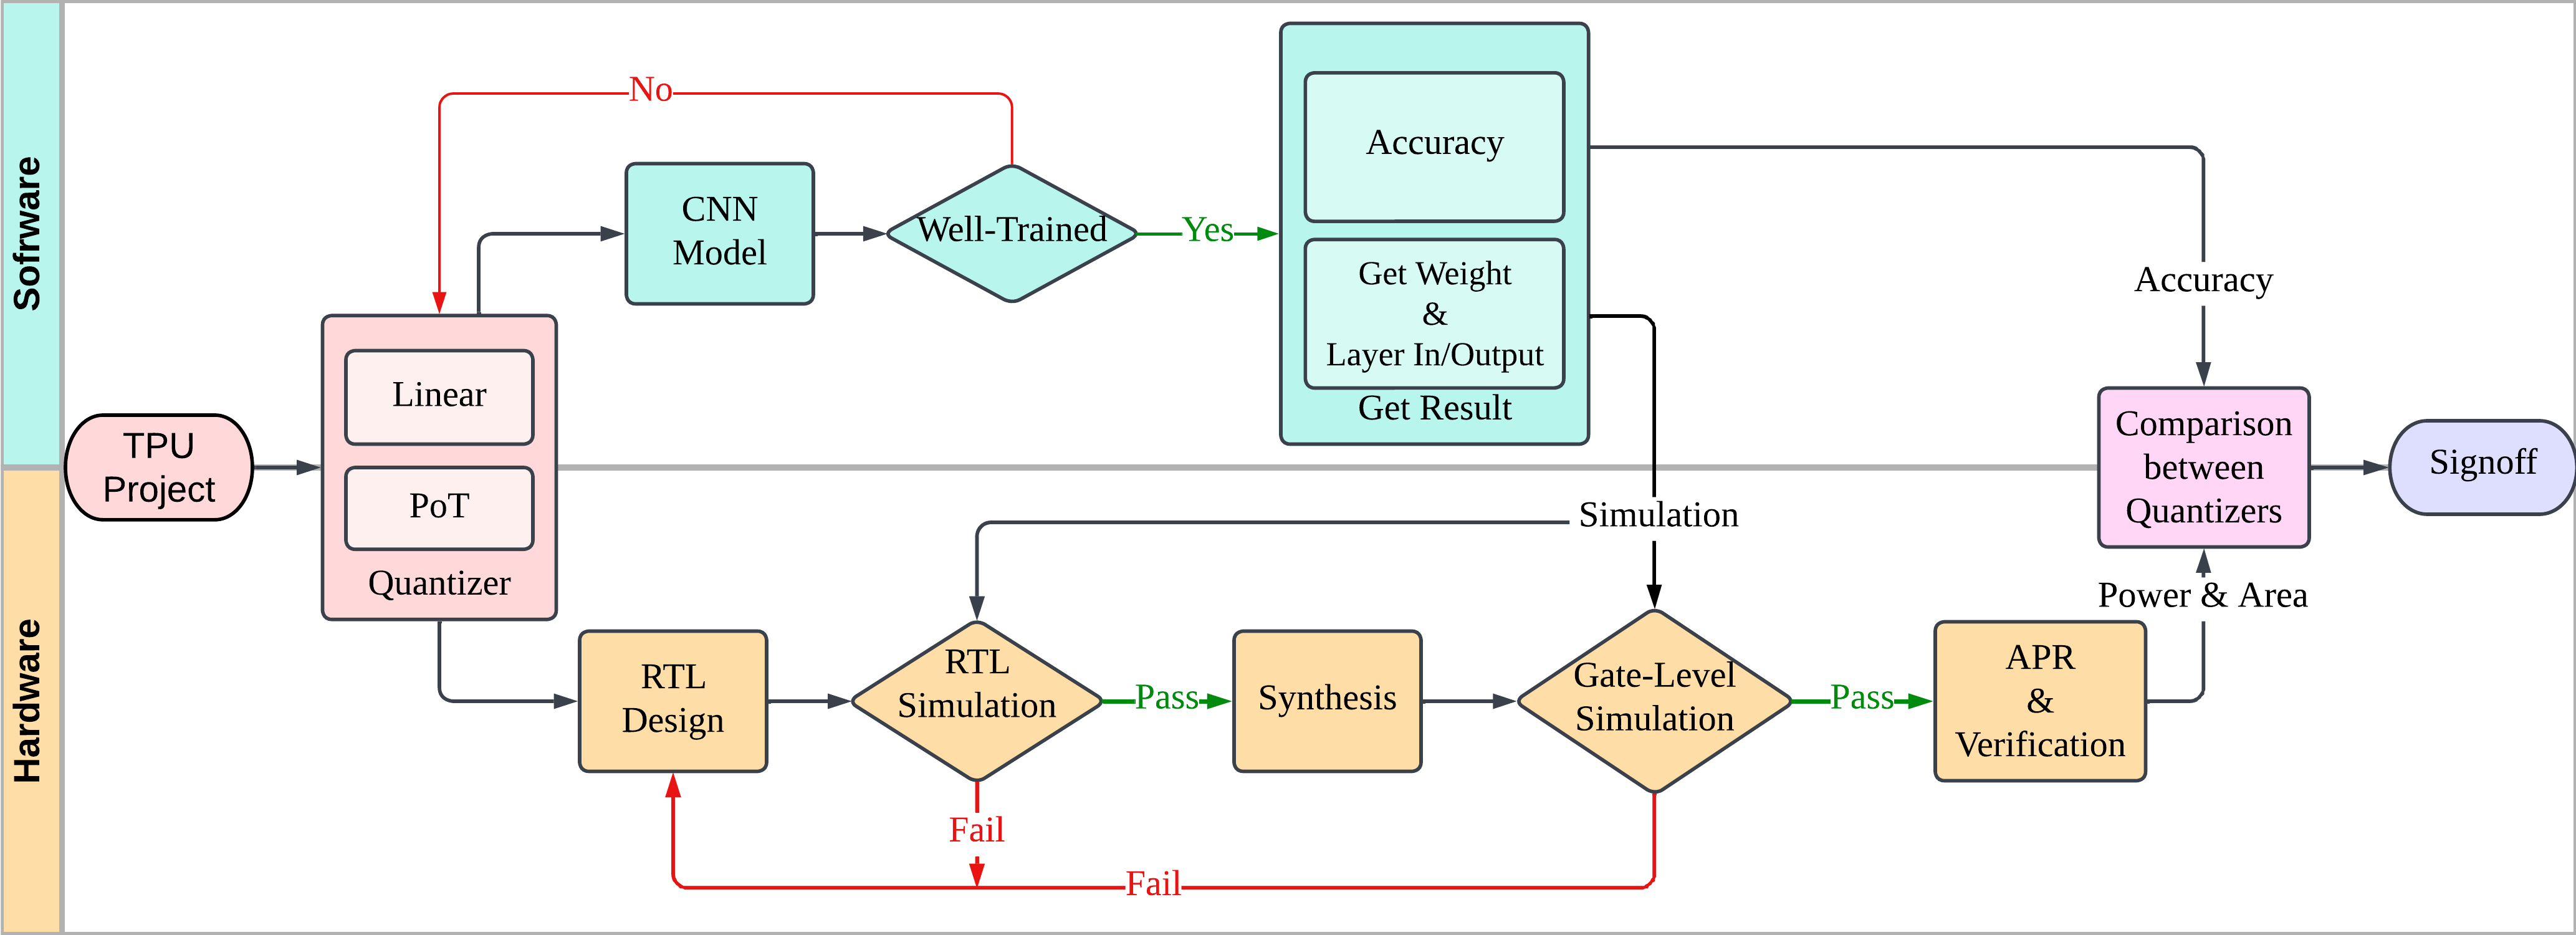 Sofrware
Hardware
TPU
Project
Linear
PoT
Quantizer
No
CNN
Model
Well-Trained
Yes
Accuracy
Get Weight
&
Layer In/Output
Get Result
Accuracy
Simulation
RTL
Design
RTL
Simulation
Pass
Fail
Synthesis
Gate-Level
Simulation
Pass
Fail
APR
&
Verification
Power & Area
Comparison
between
Quantizers
Signoff